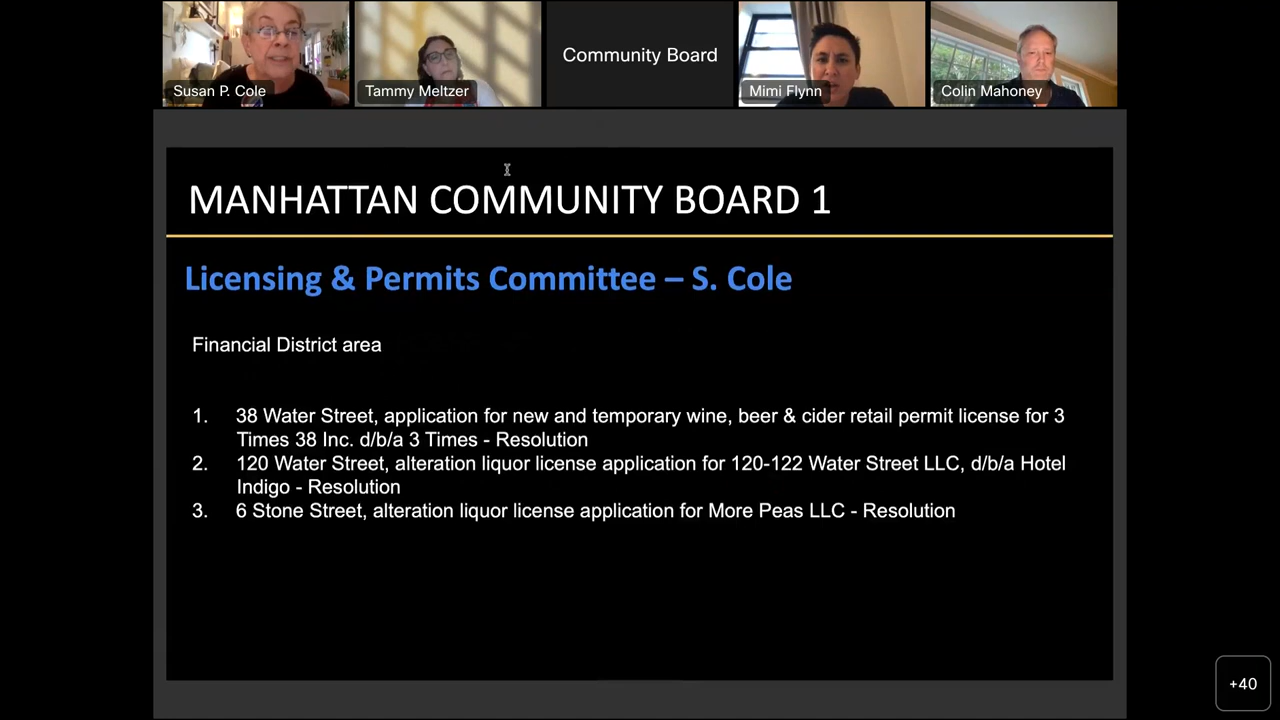 Susan P. Cole
Tammy Meltzer
Community Board
Mimi Flynn
Colin Mahoney
MANHATTAN COMMUNITY BOARD 1
Licensing & Permits Committee – S. Cole
Financial District area
1. 38 Water Street, application for new and temporary wine, beer & cider retail permit license for 3
Times 38 Inc. d/b/a 3 Times - Resolution
2. 120 Water Street, alteration liquor license application for 120-122 Water Street LLC, d/b/a Hotel
Indigo - Resolution
3. 6 Stone Street, alteration liquor license application for More Peas LLC - Resolution
+40